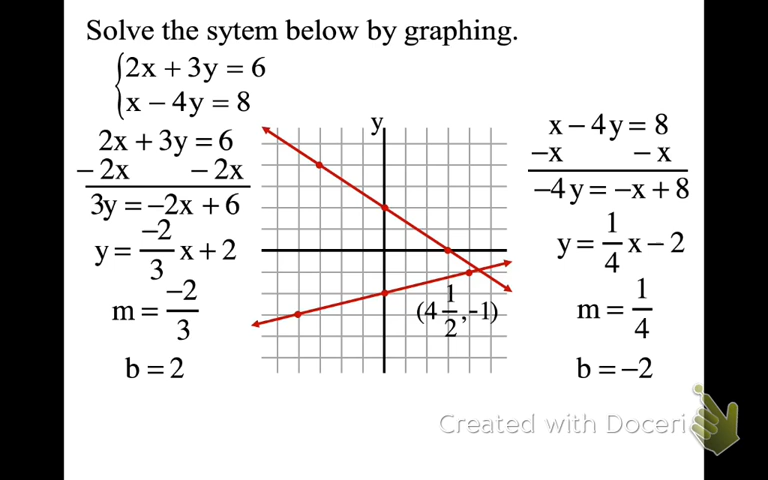 Solve the sytem below by graphing.
{2x + 3y = 6
x – 4y = 8
2x + 3y = 6
– 2x – 2x
3y = –2x + 6
y = –2/3 x + 2
m = –2/3
b = 2
y
(4 1/2, -1)
x – 4y = 8
–x – x
–4y = –x + 8
y = 1/4 x – 2
m = 1/4
b = –2
Created with Doceri